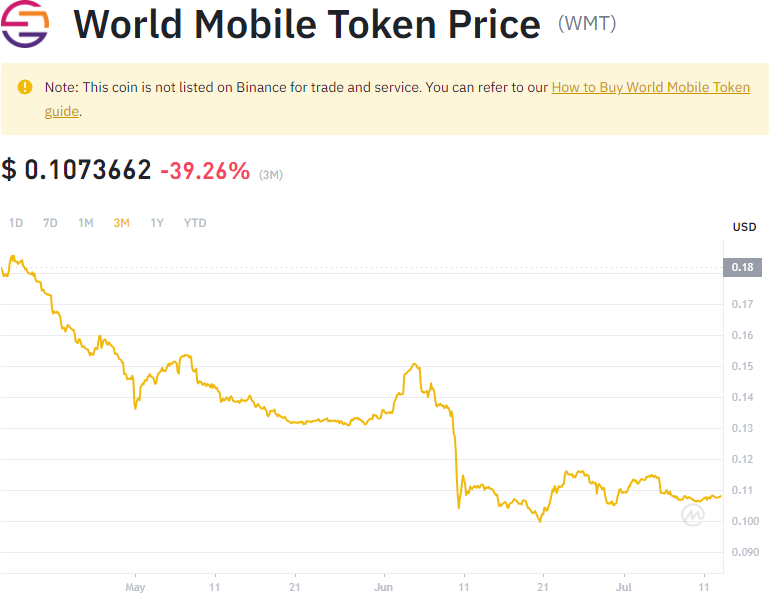 World Mobile Token Price (WMT)
Note: This coin is not listed on Binance for trade and service. You can refer to our How to Buy World Mobile Token
guide.
$ 0.1073662 -39.26% (3M)
1D 7D 1M 3M 1Y YTD
USD
0.18
0.17
0.16
0.15
0.14
0.13
0.12
0.11
0.100
0.090
May 11 21 Jun 11 21 Jul 11